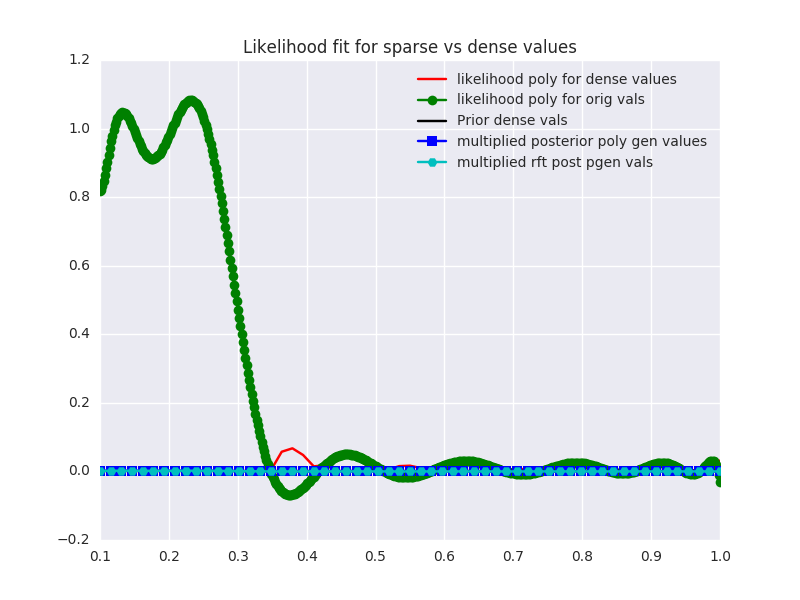 Likelihood fit for sparse vs dense values
likelihood poly for dense values
likelihood poly for orig vals
Prior dense vals
multiplied posterior poly gen values
multiplied rft post pgen vals
1.2
1.0
0.8
0.6
0.4
0.2
0.0
−0.2
0.1 0.2 0.3 0.4 0.5 0.6 0.7 0.8 0.9 1.0